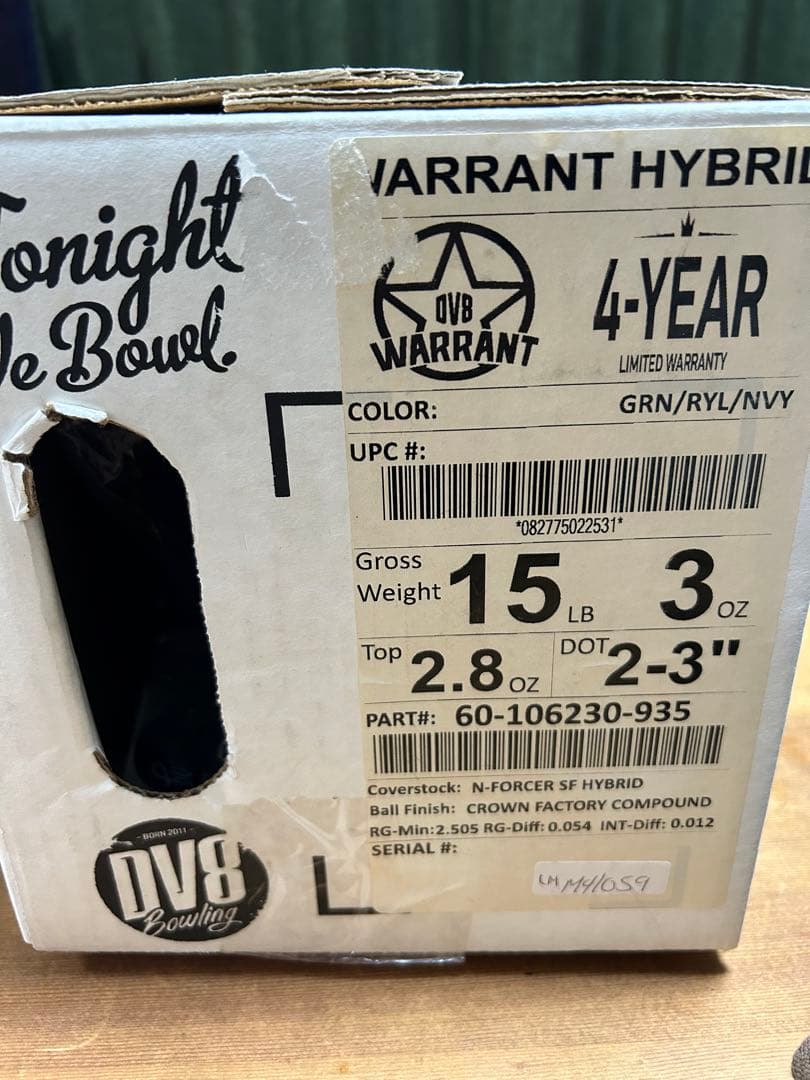 Tonight
We Bowl.
WARRANT HYBRID
DV8
WARRANT
4-YEAR
LIMITED WARRANTY
COLOR: GRN/RYL/NVY
UPC #:
*082775022531*
Gross
Weight 15 LB 3 OZ
Top 2.8 OZ DOT 2-3"
PART#: 60-106230-935
Coverstock: N-FORCER SF HYBRID
Ball Finish: CROWN FACTORY COMPOUND
RG-Min:2.505 RG-Diff: 0.054 INT-Diff: 0.012
SERIAL #:
LM M41059
- BORN 2011 -
DV8
Bowling